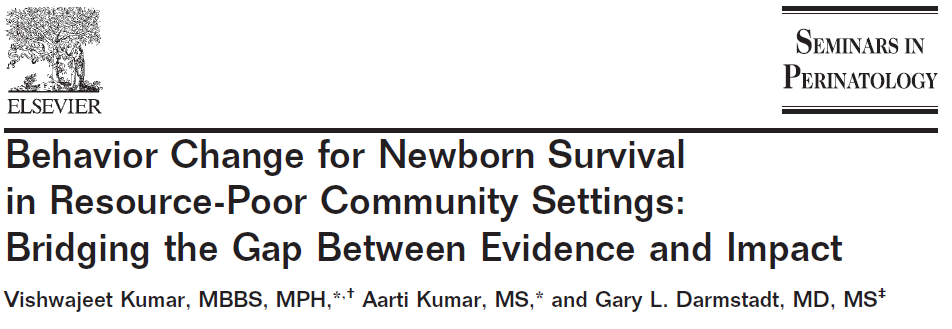 ELSEVIER
SEMINARS IN
PERINATOLOGY
Behavior Change for Newborn Survival
in Resource-Poor Community Settings:
Bridging the Gap Between Evidence and Impact
Vishwajeet Kumar, MBBS, MPH,*,† Aarti Kumar, MS,* and Gary L. Darmstadt, MD, MS‡